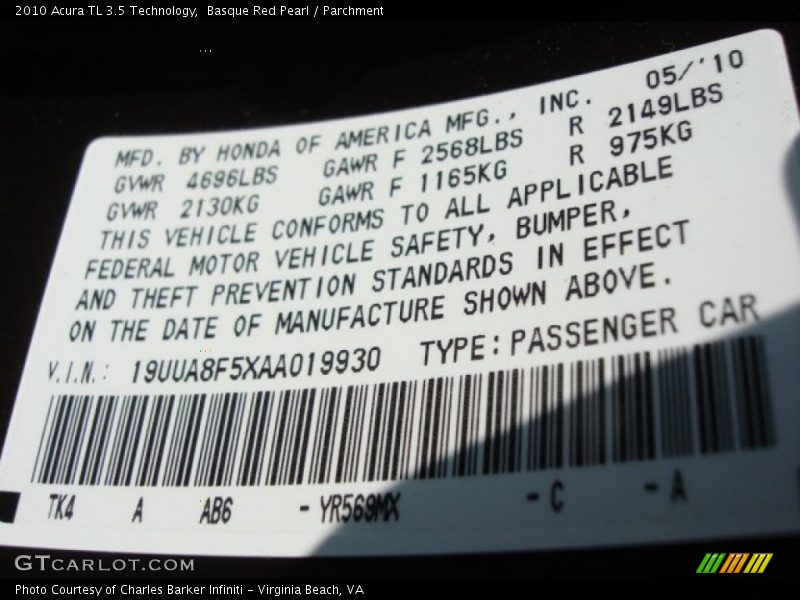 2010 Acura TL 3.5 Technology,  Basque Red Pearl / Parchment
MFD. BY HONDA OF AMERICA MFG., INC. 05/'10
GVWR 4696LBS GAWR F 2568LBS R 2149LBS
GVWR 2130KG GAWR F 1165KG R 975KG
THIS VEHICLE CONFORMS TO ALL APPLICABLE
FEDERAL MOTOR VEHICLE SAFETY, BUMPER,
AND THEFT PREVENTION STANDARDS IN EFFECT
ON THE DATE OF MANUFACTURE SHOWN ABOVE.
V.I.N.: 19UUA8F5XAA019930 TYPE: PASSENGER CAR
TK4 A AB6 - YR569MX - C - A
GTCARLOT.COM
Photo Courtesy of Charles Barker Infiniti - Virginia Beach, VA